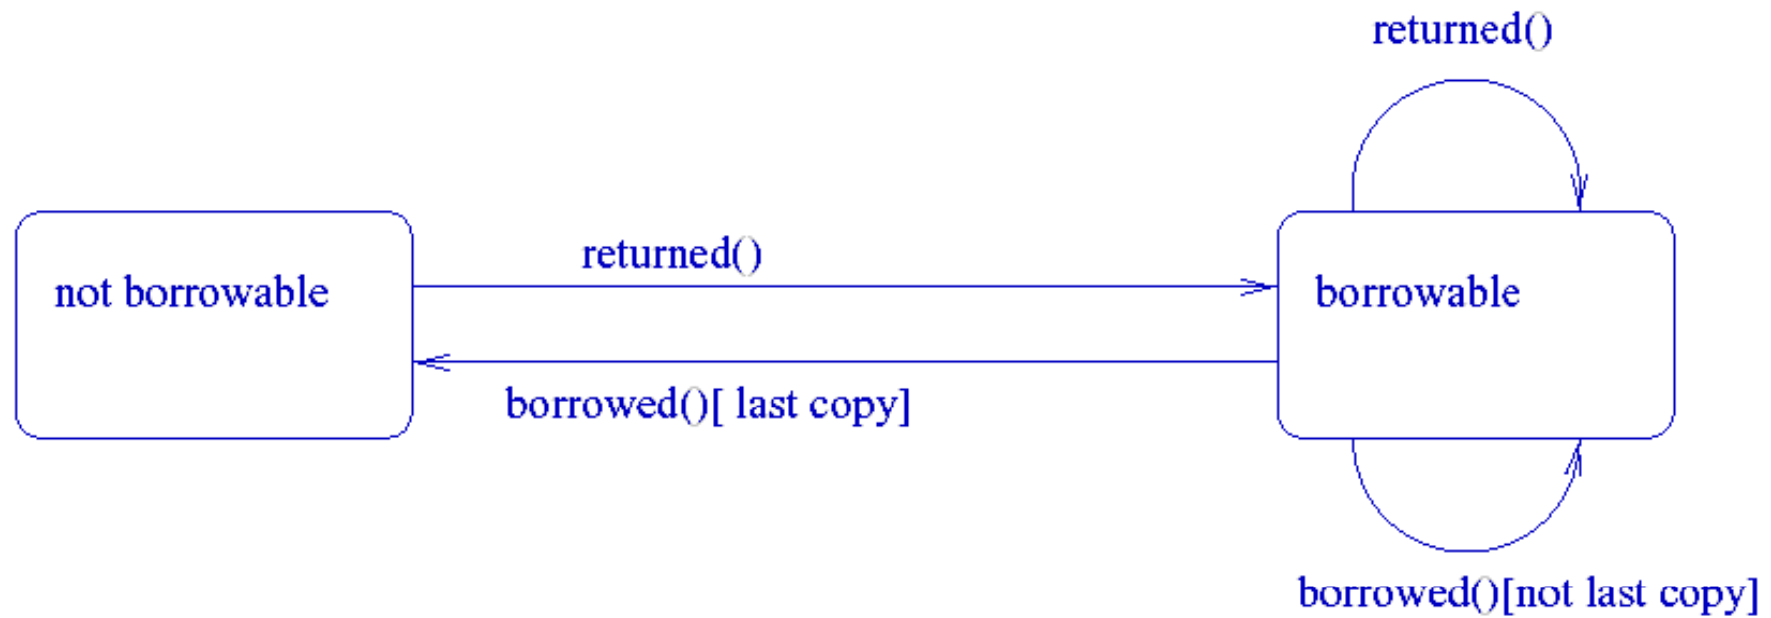 returned()
returned()
not borrowable
borrowable
borrowed()[ last copy]
borrowed()[not last copy]